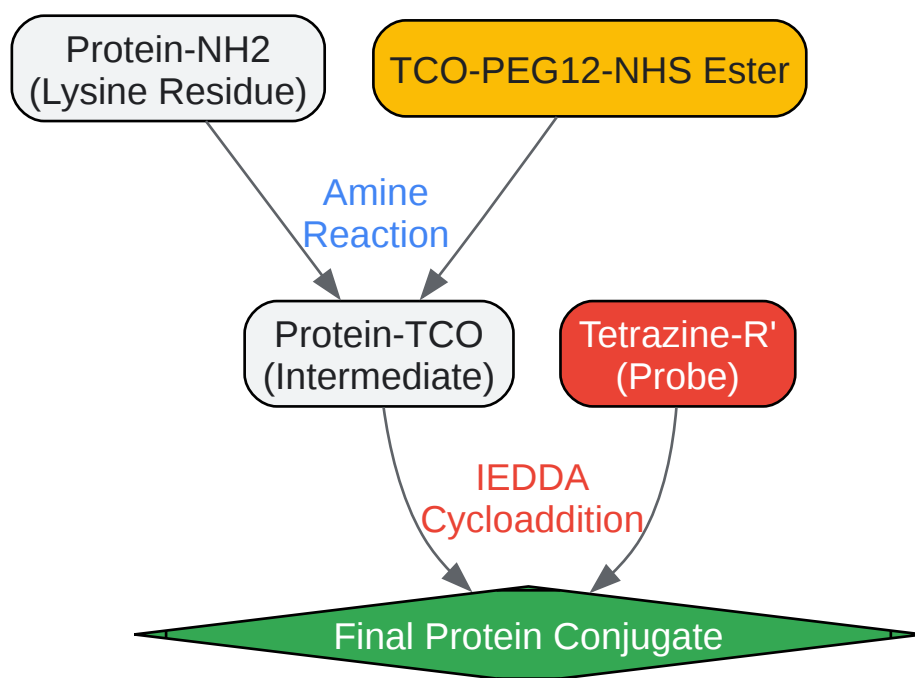 Protein-NH2
(Lysine Residue)
TCO-PEG12-NHS Ester
Amine
Reaction
Protein-TCO
(Intermediate)
Tetrazine-R'
(Probe)
IEDDA
Cycloaddition
Final Protein Conjugate